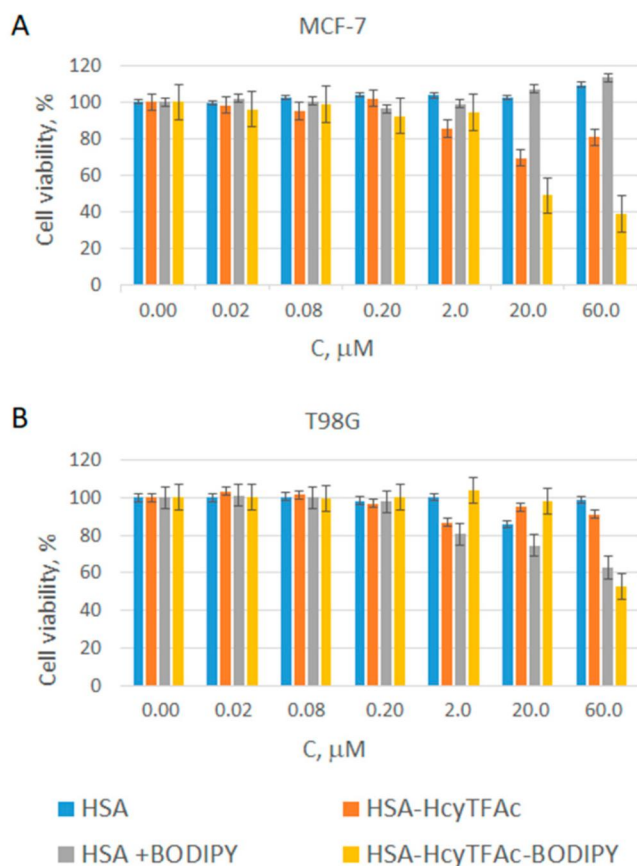 A
MCF-7
Cell viability, %
120
100
80
60
40
20
0
0.00 0.02 0.08 0.20 2.0 20.0 60.0
C, μM
B
T98G
Cell viability, %
120
100
80
60
40
20
0
0.00 0.02 0.08 0.20 2.0 20.0 60.0
C, μM
HSA HSA-HcyTFAc
HSA +BODIPY HSA-HcyTFAc-BODIPY